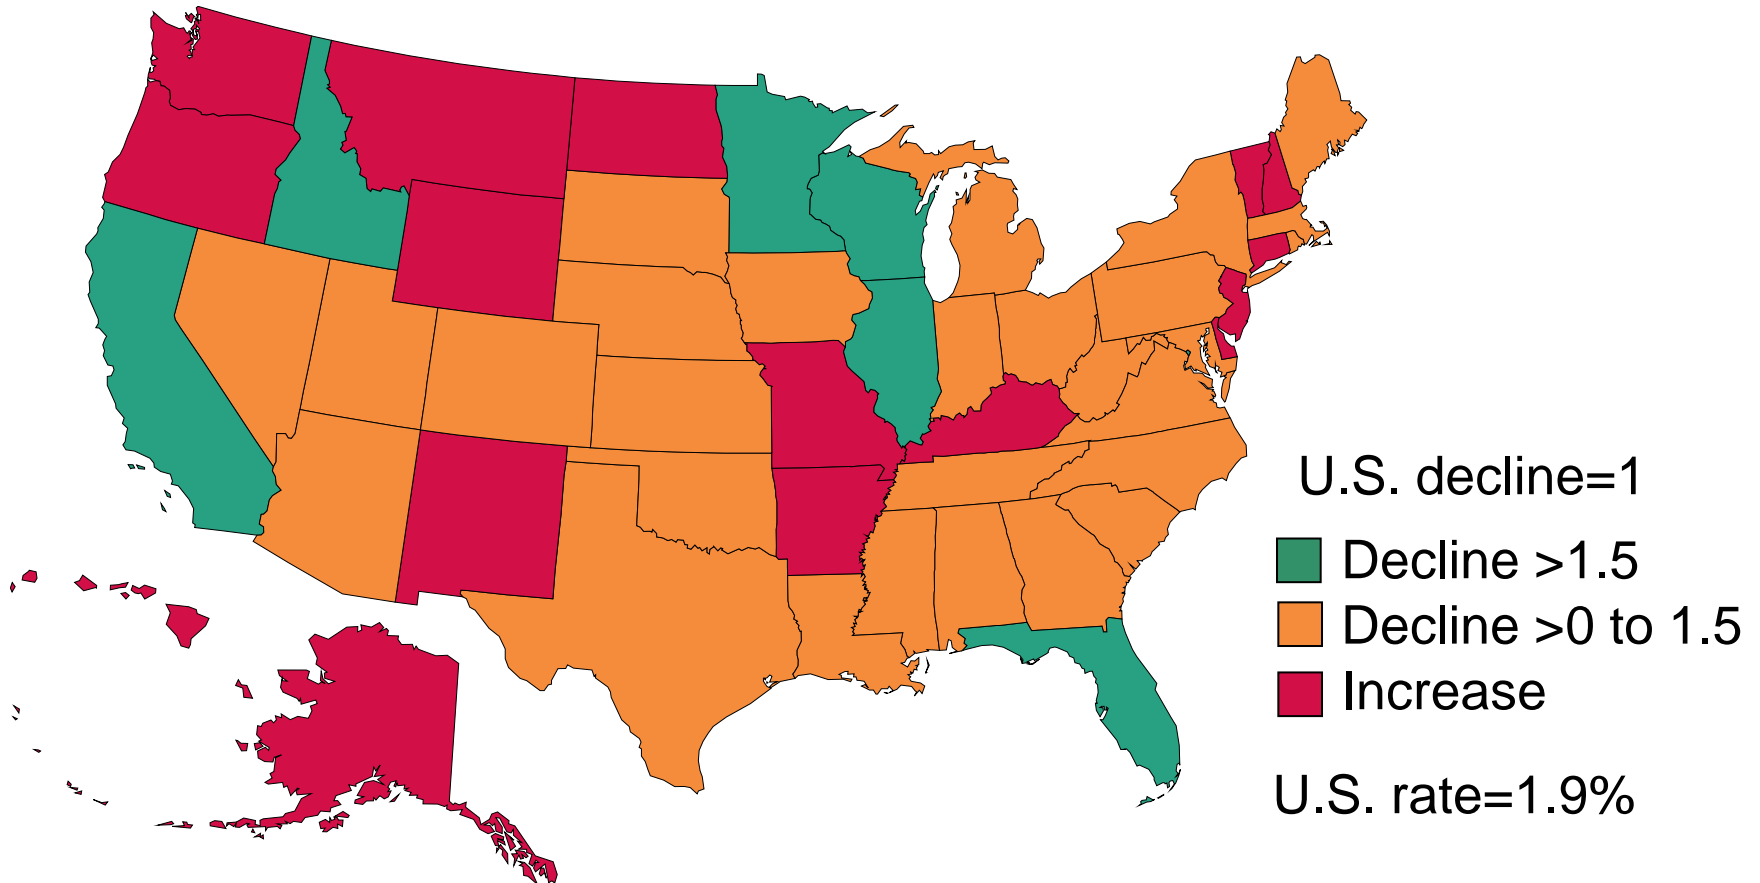 U.S. decline=1
Decline >1.5
Decline >0 to 1.5
Increase
U.S. rate=1.9%